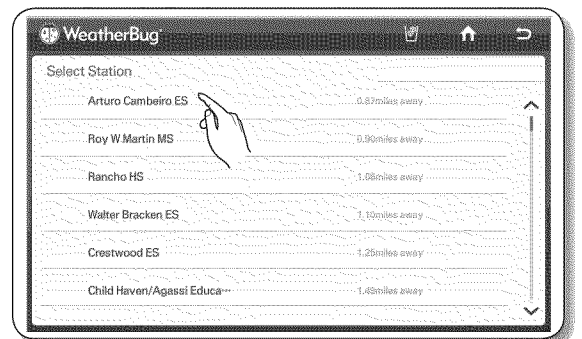 WeatherBug
Select Station
Arturo Cambeiro ES 0.87miles away
Roy W.Martin MS 0.90miles away
Rancho HS 1.08miles away
Walter Bracken ES 1.10miles away
Crestwood ES 1.25miles away
Child Haven/Agassi Educa··· 1.49miles away